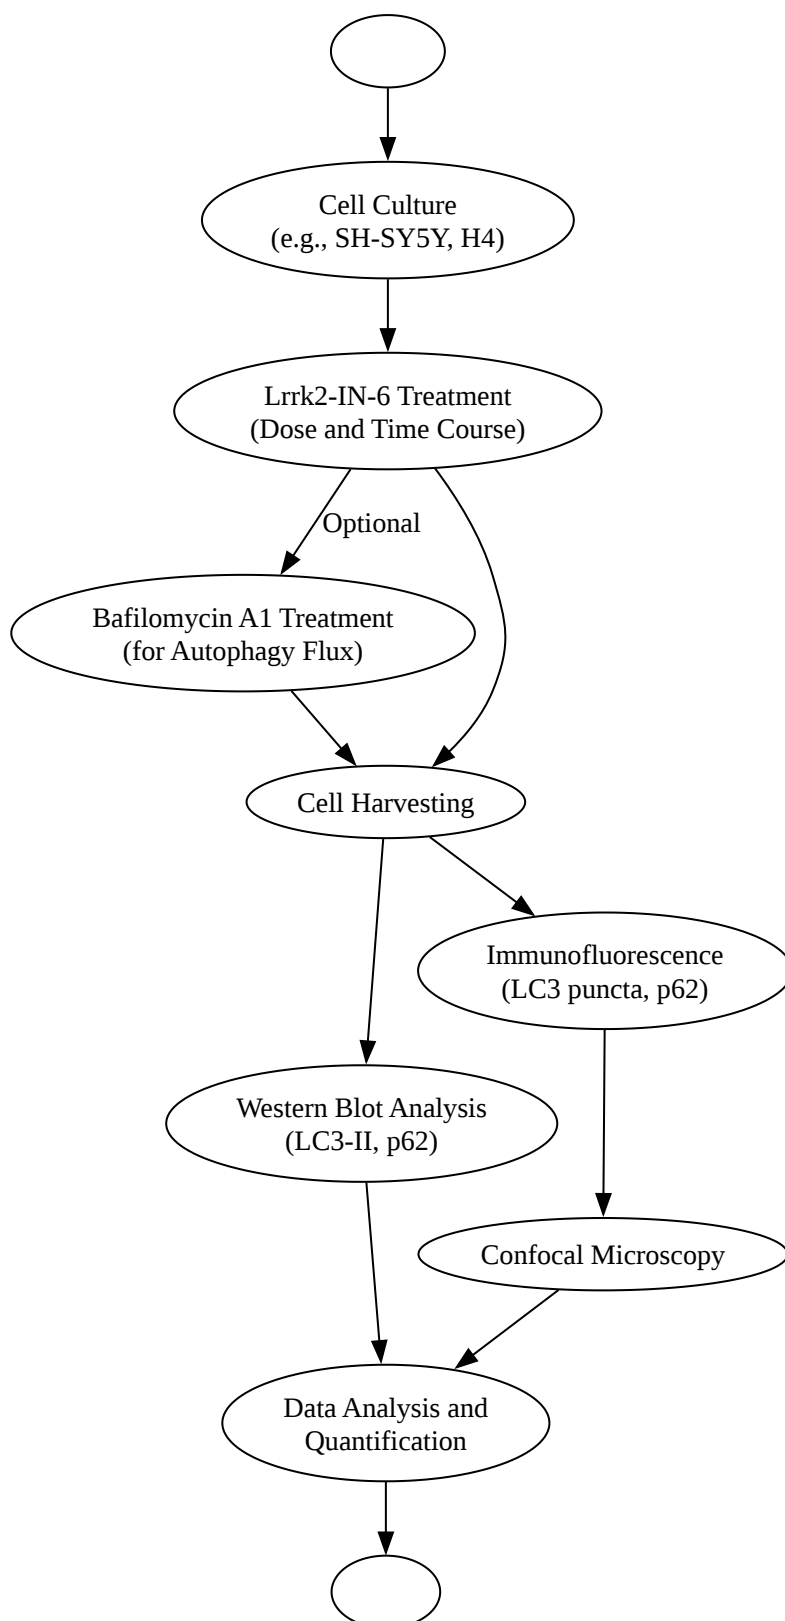 Cell Culture
(e.g., SH-SY5Y, H4)
Lrrk2-IN-6 Treatment
(Dose and Time Course)
Optional
Bafilomycin A1 Treatment
(for Autophagy Flux)
Cell Harvesting
Immunofluorescence
(LC3 puncta, p62)
Western Blot Analysis
(LC3-II, p62)
Confocal Microscopy
Data Analysis and
Quantification